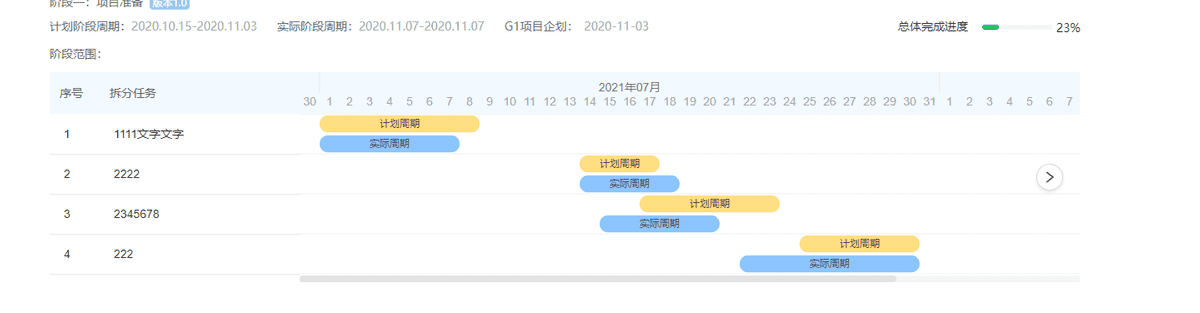 阶段一：项目准备 版本1.0
计划阶段周期：2020.10.15-2020.11.03 实际阶段周期：2020.11.07-2020.11.07 G1项目企划： 2020-11-03 总体完成进度 23%
阶段范围：
序号 拆分任务 2021年07月
30 1 2 3 4 5 6 7 8 9 10 11 12 13 14 15 16 17 18 19 20 21 22 23 24 25 26 27 28 29 30 31 1 2 3 4 5 6 7
1 1111文字文字 计划周期
实际周期
2 2222 计划周期
实际周期
3 2345678 计划周期
实际周期
4 222 计划周期
实际周期